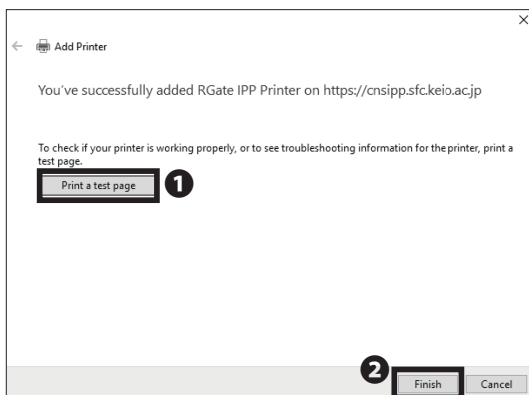 Add Printer
You've successfully added RGate IPP Printer on https://cnsipp.sfc.keio.ac.jp
To check if your printer is working properly, or to see troubleshooting information for the printer, print a
test page.
Print a test page ❶
❷
Finish Cancel